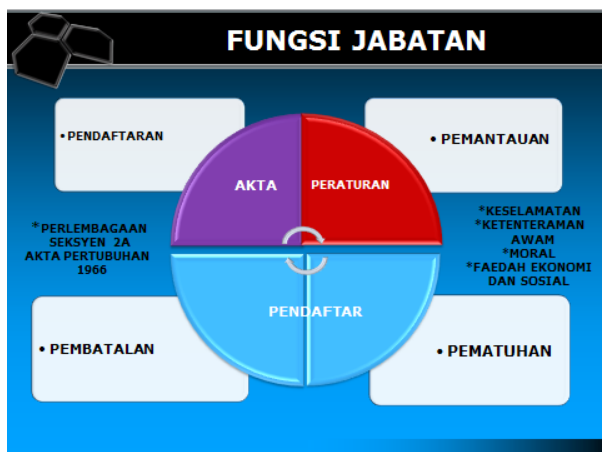 FUNGSI JABATAN
• PENDAFTARAN
• PEMANTAUAN
AKTA
PERATURAN
*PERLEMBAGAAN
SEKSYEN 2A
AKTA PERTUBUHAN
1966
*KESELAMATAN
*KETENTERAMAN
AWAM
*MORAL
*FAEDAH EKONOMI
DAN SOSIAL
PENDAFTAR
• PEMBATALAN
• PEMATUHAN